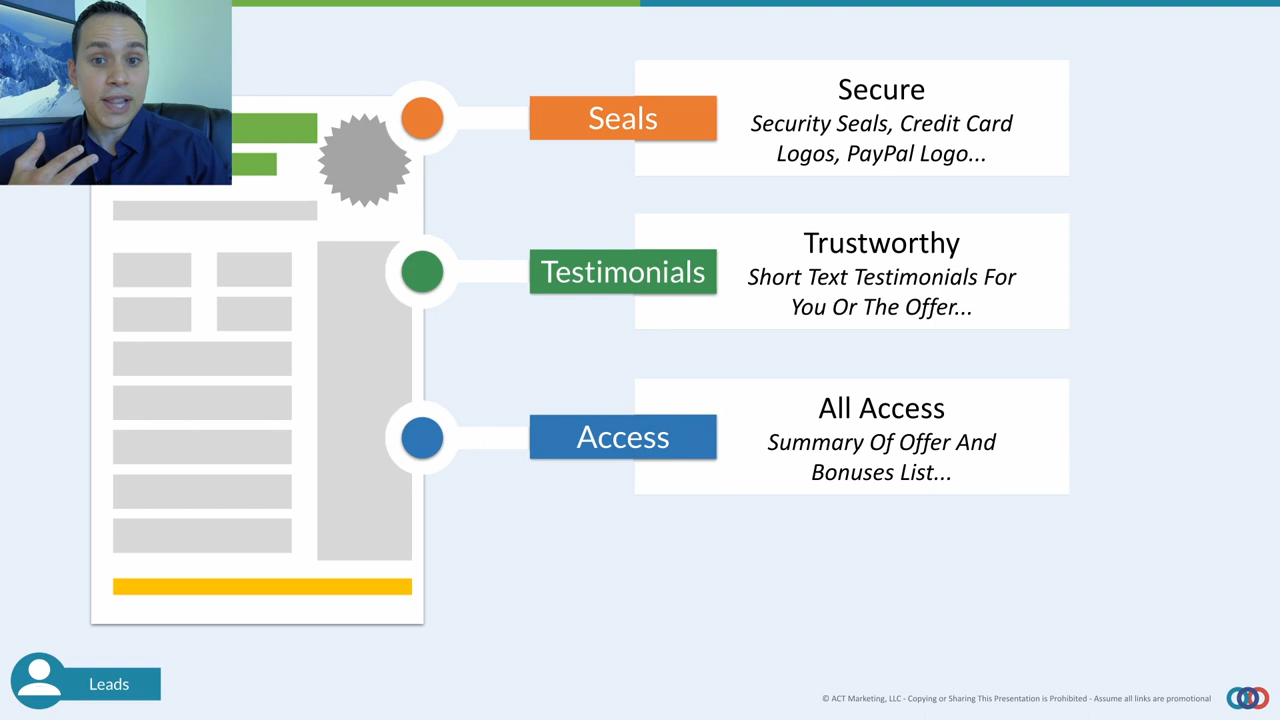 Seals
Secure
Security Seals, Credit Card
Logos, PayPal Logo...
Testimonials
Trustworthy
Short Text Testimonials For
You Or The Offer...
Access
All Access
Summary Of Offer And
Bonuses List...
Leads
© ACT Marketing, LLC - Copying or Sharing This Presentation is Prohibited - Assume all links are promotional